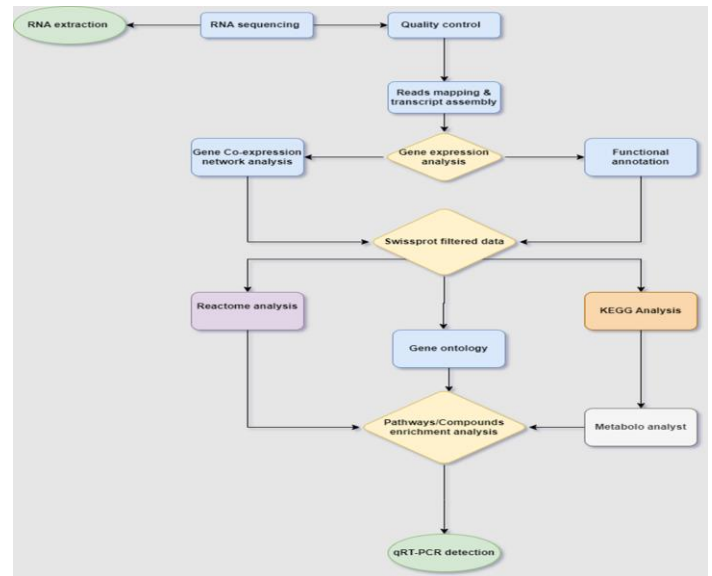 RNA extraction
RNA sequencing
Quality control
Reads mapping &
transcript assembly
Gene Co-expression
network analysis
Gene expression
analysis
Functional
annotation
Swissprot filtered data
Reactome analysis
KEGG Analysis
Gene ontology
Pathways/Compounds
enrichment analysis
Metabolo analyst
qRT-PCR detection